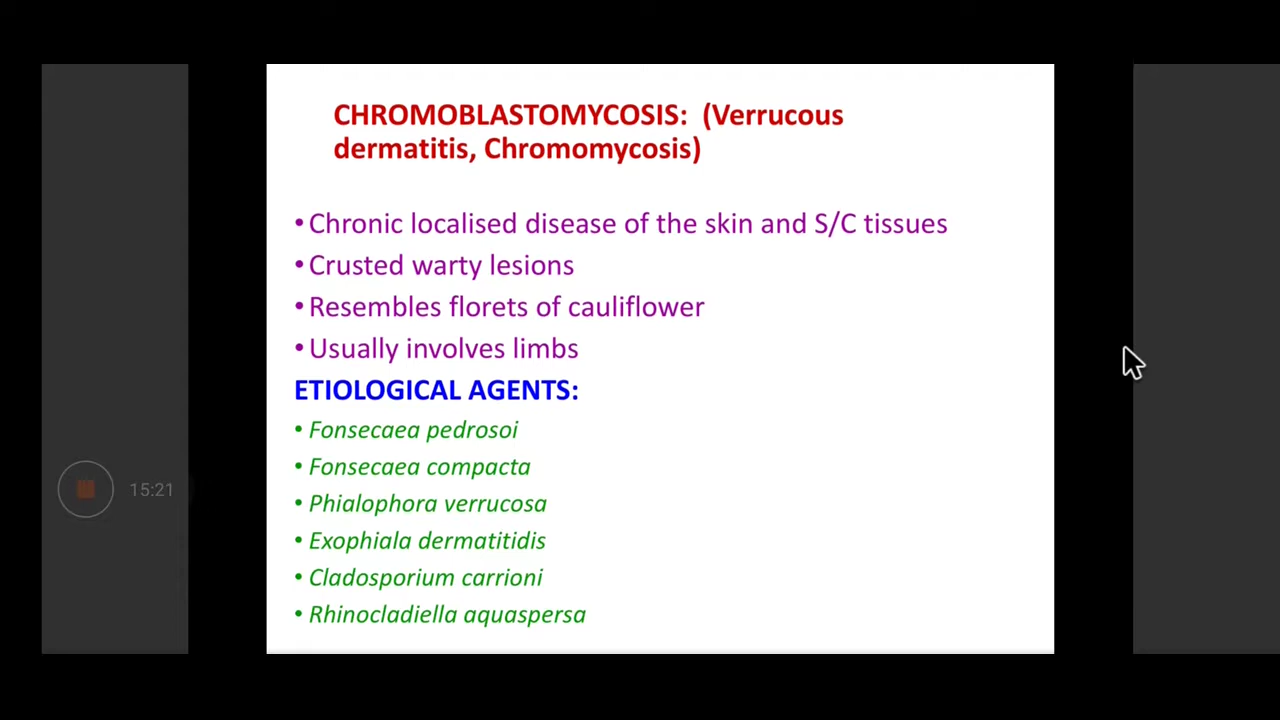 CHROMOBLASTOMYCOSIS: (Verrucous
dermatitis, Chromomycosis)
• Chronic localised disease of the skin and S/C tissues
• Crusted warty lesions
• Resembles florets of cauliflower
• Usually involves limbs
ETIOLOGICAL AGENTS:
• Fonsecaea pedrosoi
• Fonsecaea compacta
• Phialophora verrucosa
• Exophiala dermatitidis
• Cladosporium carrioni
• Rhinocladiella aquaspersa
15:21